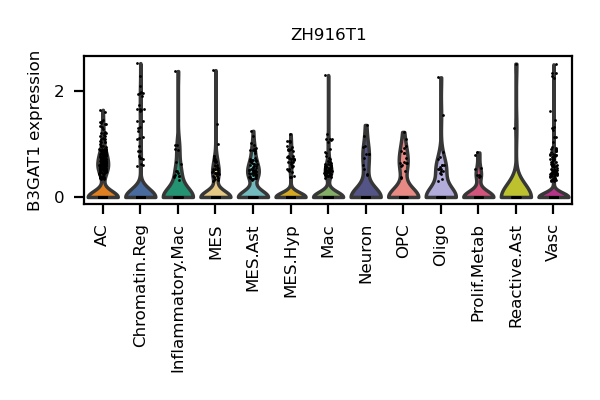 ZH916T1
B3GAT1 expression
2
0
AC
Chromatin.Reg
Inflammatory.Mac
MES
MES.Ast
MES.Hyp
Mac
Neuron
OPC
Oligo
Prolif.Metab
Reactive.Ast
Vasc